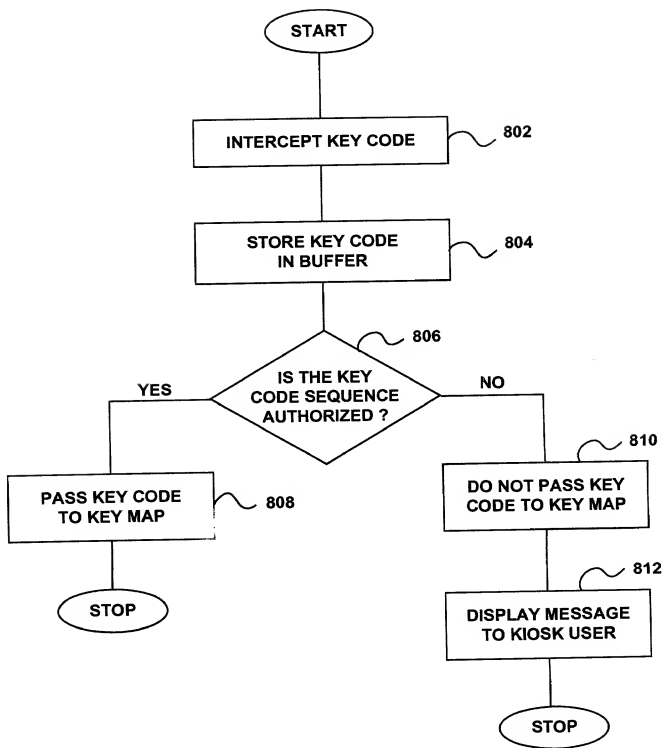 START
INTERCEPT KEY CODE
802
STORE KEY CODE
IN BUFFER
804
806
IS THE KEY
CODE SEQUENCE
AUTHORIZED ?
YES
NO
PASS KEY CODE
TO KEY MAP
808
STOP
810
DO NOT PASS KEY
CODE TO KEY MAP
812
DISPLAY MESSAGE
TO KIOSK USER
STOP